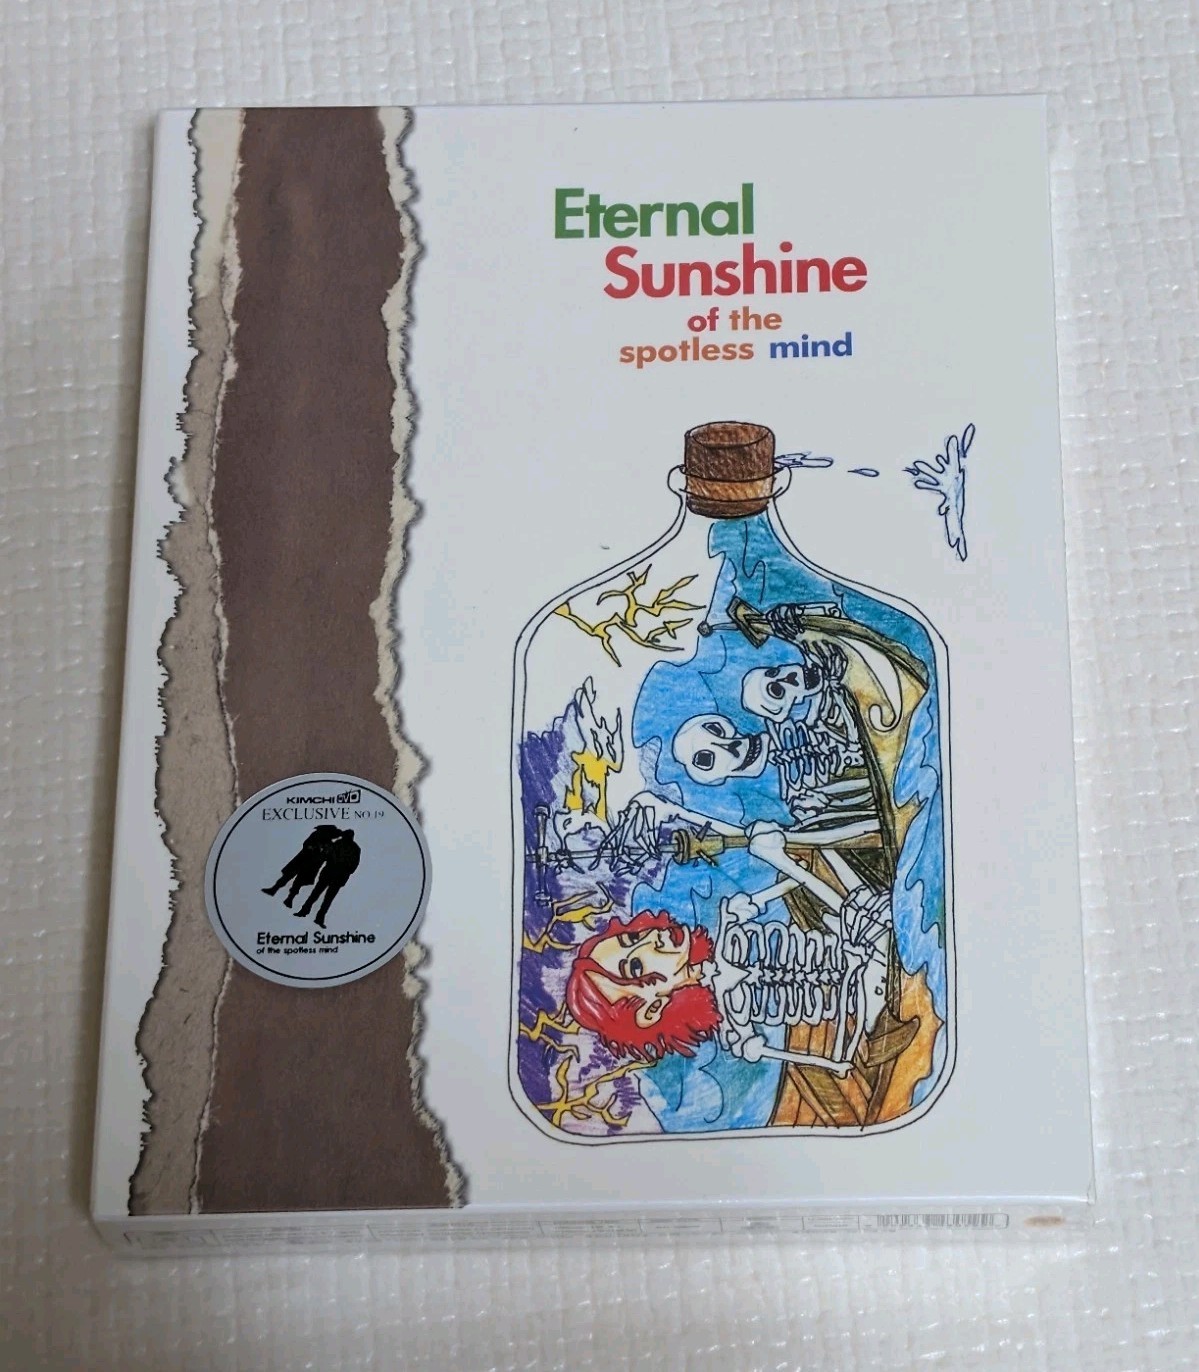 Eternal
Sunshine
of the
spotless mind
KIMCHI DVD
EXCLUSIVE NO.19
Eternal Sunshine
of the spotless mind